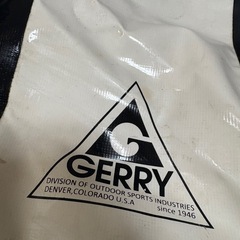 G
GERRY
DIVISION OF OUTDOOR SPORTS INDUSTRIES
DENVER,COLORADO U.S.A
since 1946